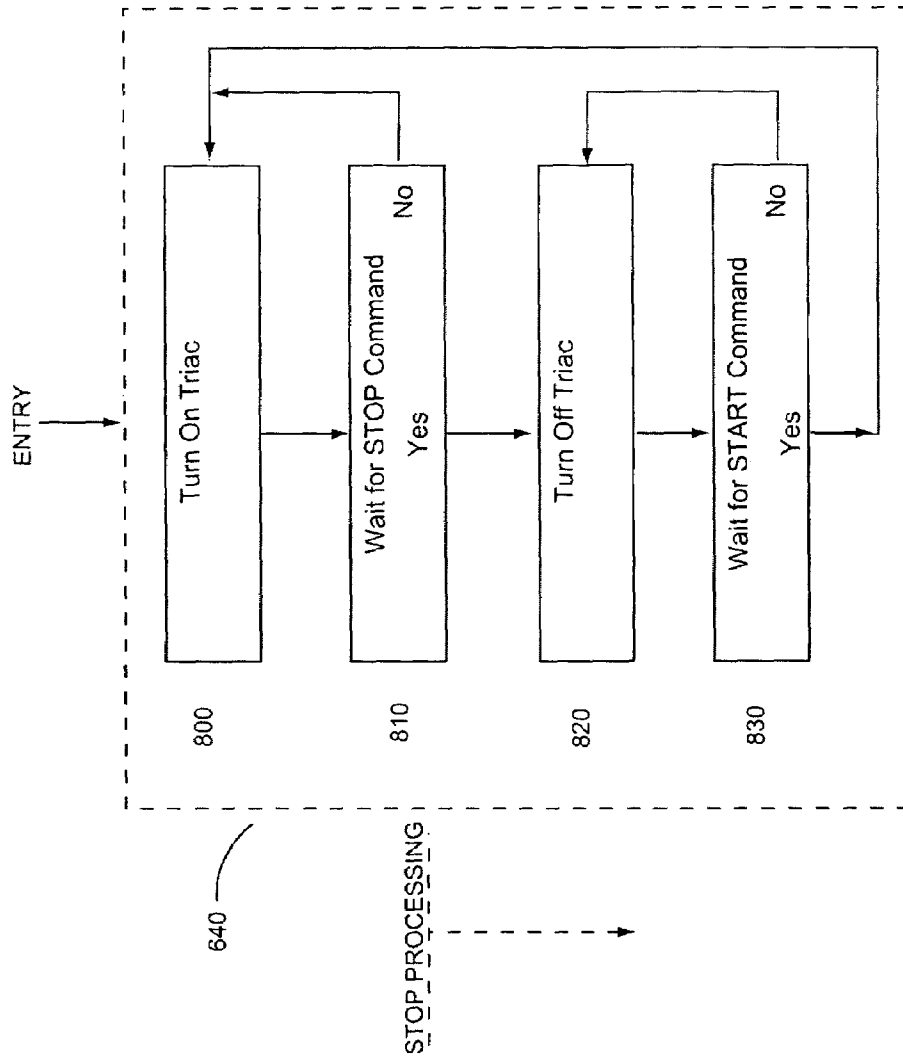 ENTRY
800
Turn On Triac
810
Wait for STOP Command
Yes
No
820
Turn Off Triac
830
Wait for START Command
Yes
No
640
STOP PROCESSING